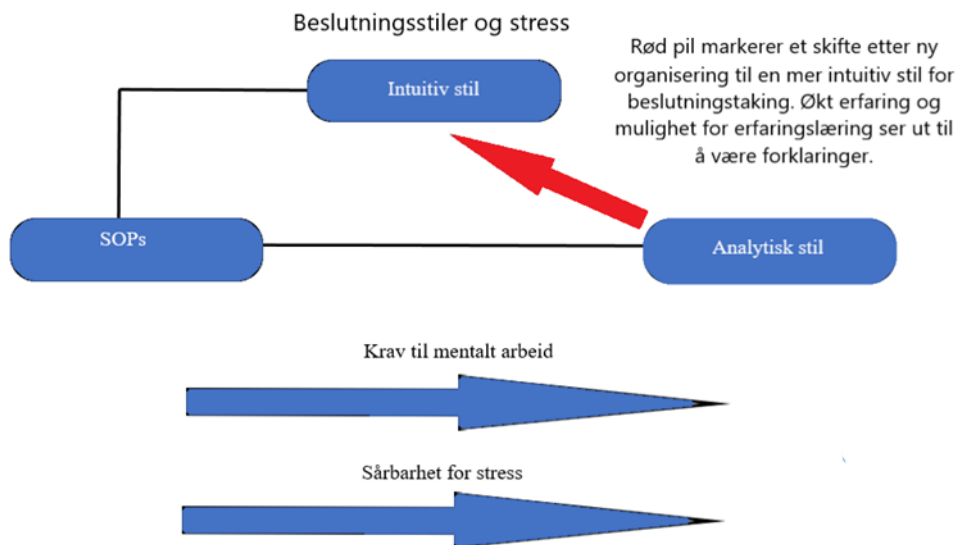 Beslutningsstiler og stress
Rød pil markerer et skifte etter ny
organisering til en mer intuitiv stil for
beslutningstaking. Økt erfaring og
mulighet for erfaringslæring ser ut til
å være forklaringer.
Intuitiv stil
SOPs
Analytisk stil
Krav til mentalt arbeid
Sårbarhet for stress